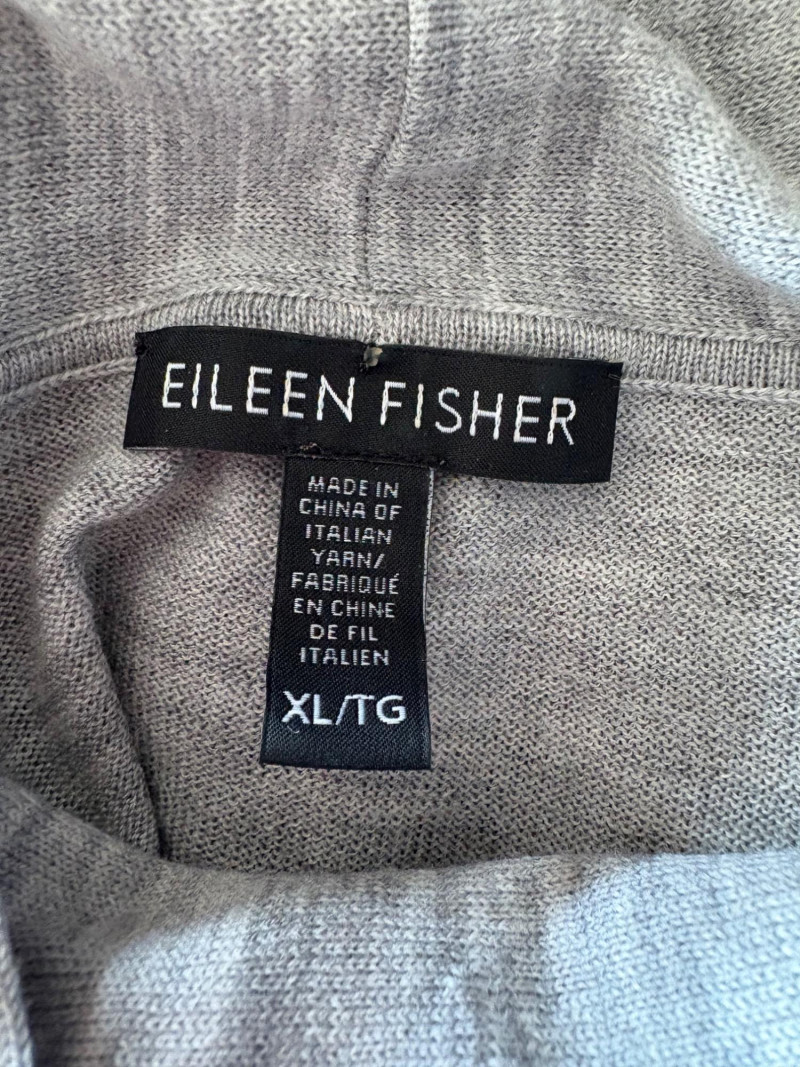 EILEEN FISHER
MADE IN
CHINA OF
ITALIAN
YARN/
FABRIQUÉ
EN CHINE
DE FIL
ITALIEN
XL/TG